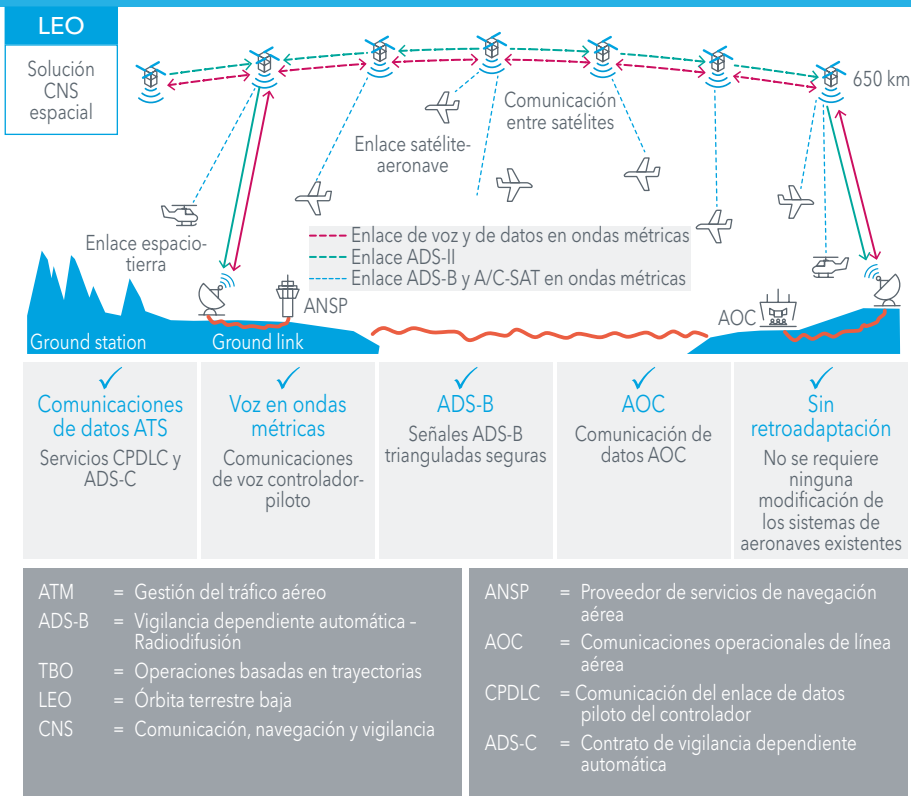 LEO
Solución
CNS
espacial
650 km
Comunicación
entre satélites
Enlace satélite-
aeronave
Enlace espacio-
tierra
Enlace de voz y de datos en ondas métricas
Enlace ADS-II
Enlace ADS-B y A/C-SAT en ondas métricas
ANSP
AOC
Ground station
Ground link
Comunicaciones
de datos ATS
Servicios CPDLC y
ADS-C
Voz en ondas
métricas
Comunicaciones
de voz controlador-
piloto
ADS-B
Señales ADS-B
trianguladas seguras
AOC
Comunicación de
datos AOC
Sin
retroadaptación
No se requiere
ninguna
modificación de
los sistemas de
aeronaves existentes
ATM = Gestión del tráfico aéreo
ADS-B = Vigilancia dependiente automática –
Radiodifusión
TBO = Operaciones basadas en trayectorias
LEO = Órbita terrestre baja
CNS = Comunicación, navegación y vigilancia
ANSP = Proveedor de servicios de navegación
aérea
AOC = Comunicaciones operacionales de línea
aérea
CPDLC = Comunicación del enlace de datos
piloto del controlador
ADS-C = Contrato de vigilancia dependiente
automática